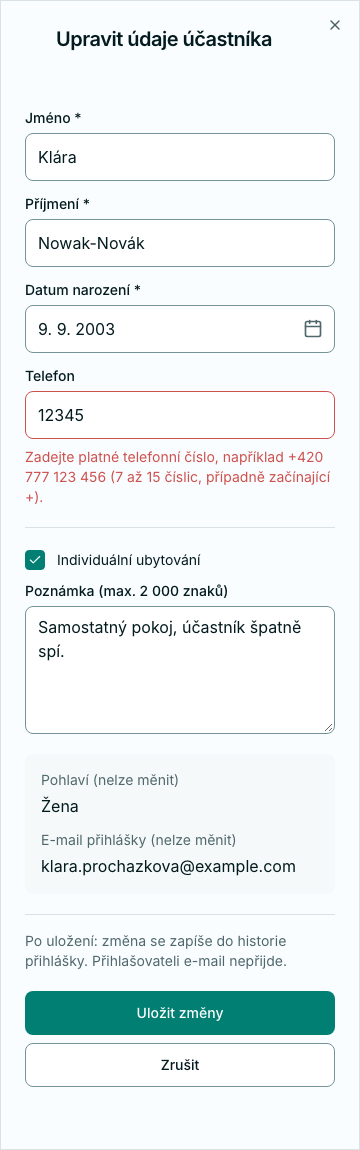 Upravit údaje účastníka
Jméno *
Klára
Příjmení *
Nowak-Novák
Datum narození *
9. 9. 2003
Telefon
12345
Zadejte platné telefonní číslo, například +420
777 123 456 (7 až 15 číslic, případně začínající
+).
Individuální ubytování
Poznámka (max. 2 000 znaků)
Samostatný pokoj, účastník špatně
spí.
Pohlaví (nelze měnit)
Žena
E-mail přihlášky (nelze měnit)
klara.prochazkova@example.com
Po uložení: změna se zapíše do historie
přihlášky. Přihlašovateli e-mail nepřijde.
Uložit změny
Zrušit